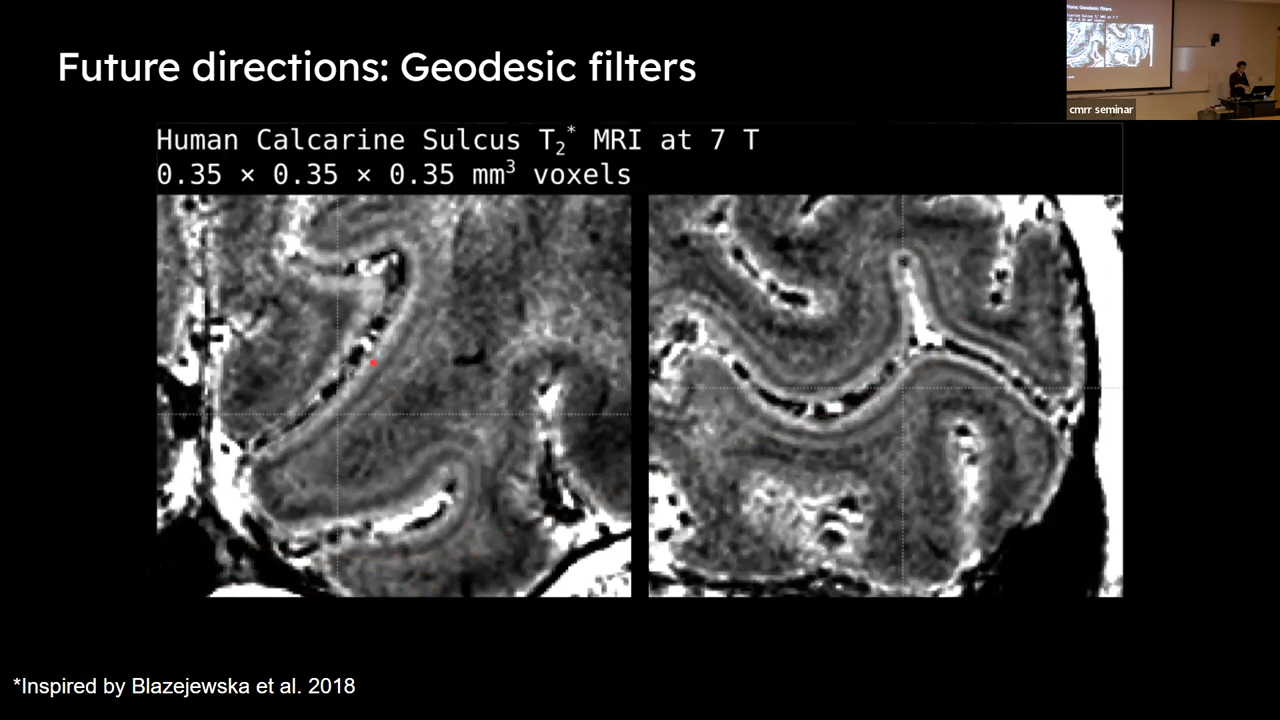 Future directions: Geodesic filters
Human Calcarine Sulcus T₂* MRI at 7 T
0.35 × 0.35 × 0.35 mm³ voxels
cmrr seminar
*Inspired by Blazejewska et al. 2018